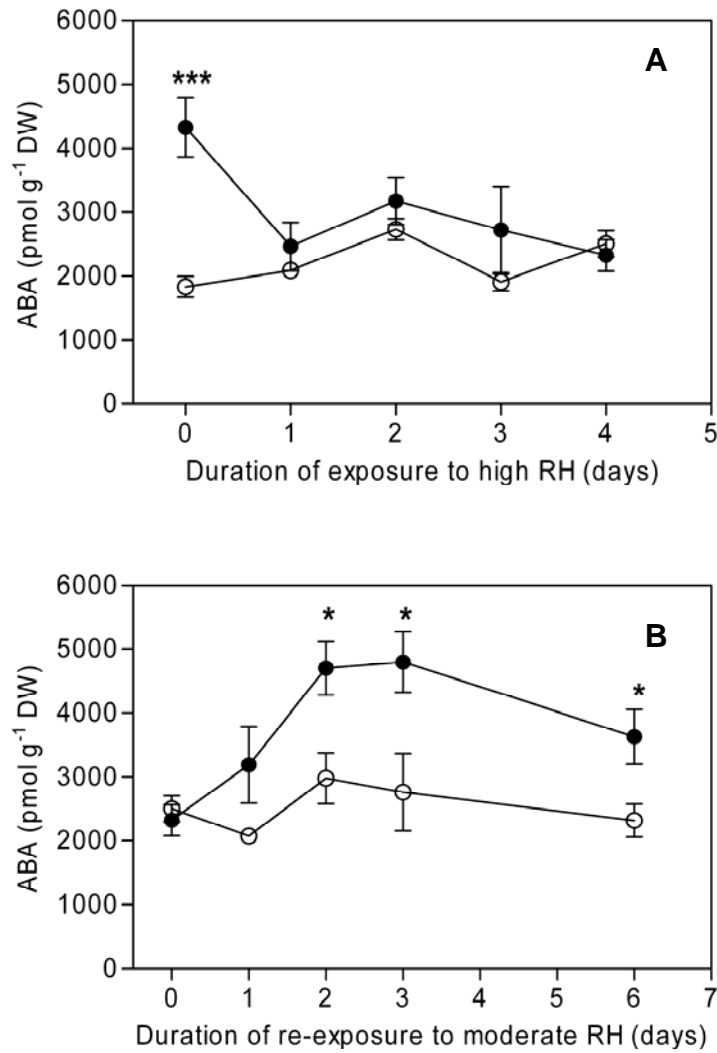 6000
A
***
5000
4000
3000
2000
1000
0
ABA (pmol g⁻¹ DW)
0 1 2 3 4 5
Duration of exposure to high RH (days)
6000
B
* *
5000
*
4000
3000
2000
1000
0
ABA (pmol g⁻¹ DW)
0 1 2 3 4 5 6 7
Duration of re-exposure to moderate RH (days)